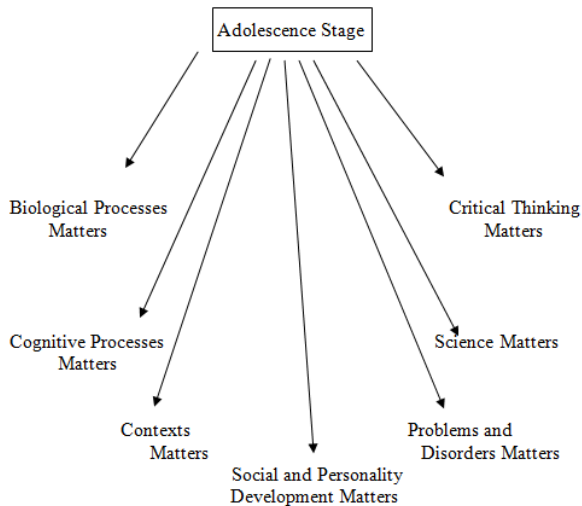 Adolescence Stage
Biological Processes
Matters
Critical Thinking
Matters
Cognitive Processes
Matters
Science Matters
Contexts
Matters
Problems and
Disorders Matters
Social and Personality
Development Matters